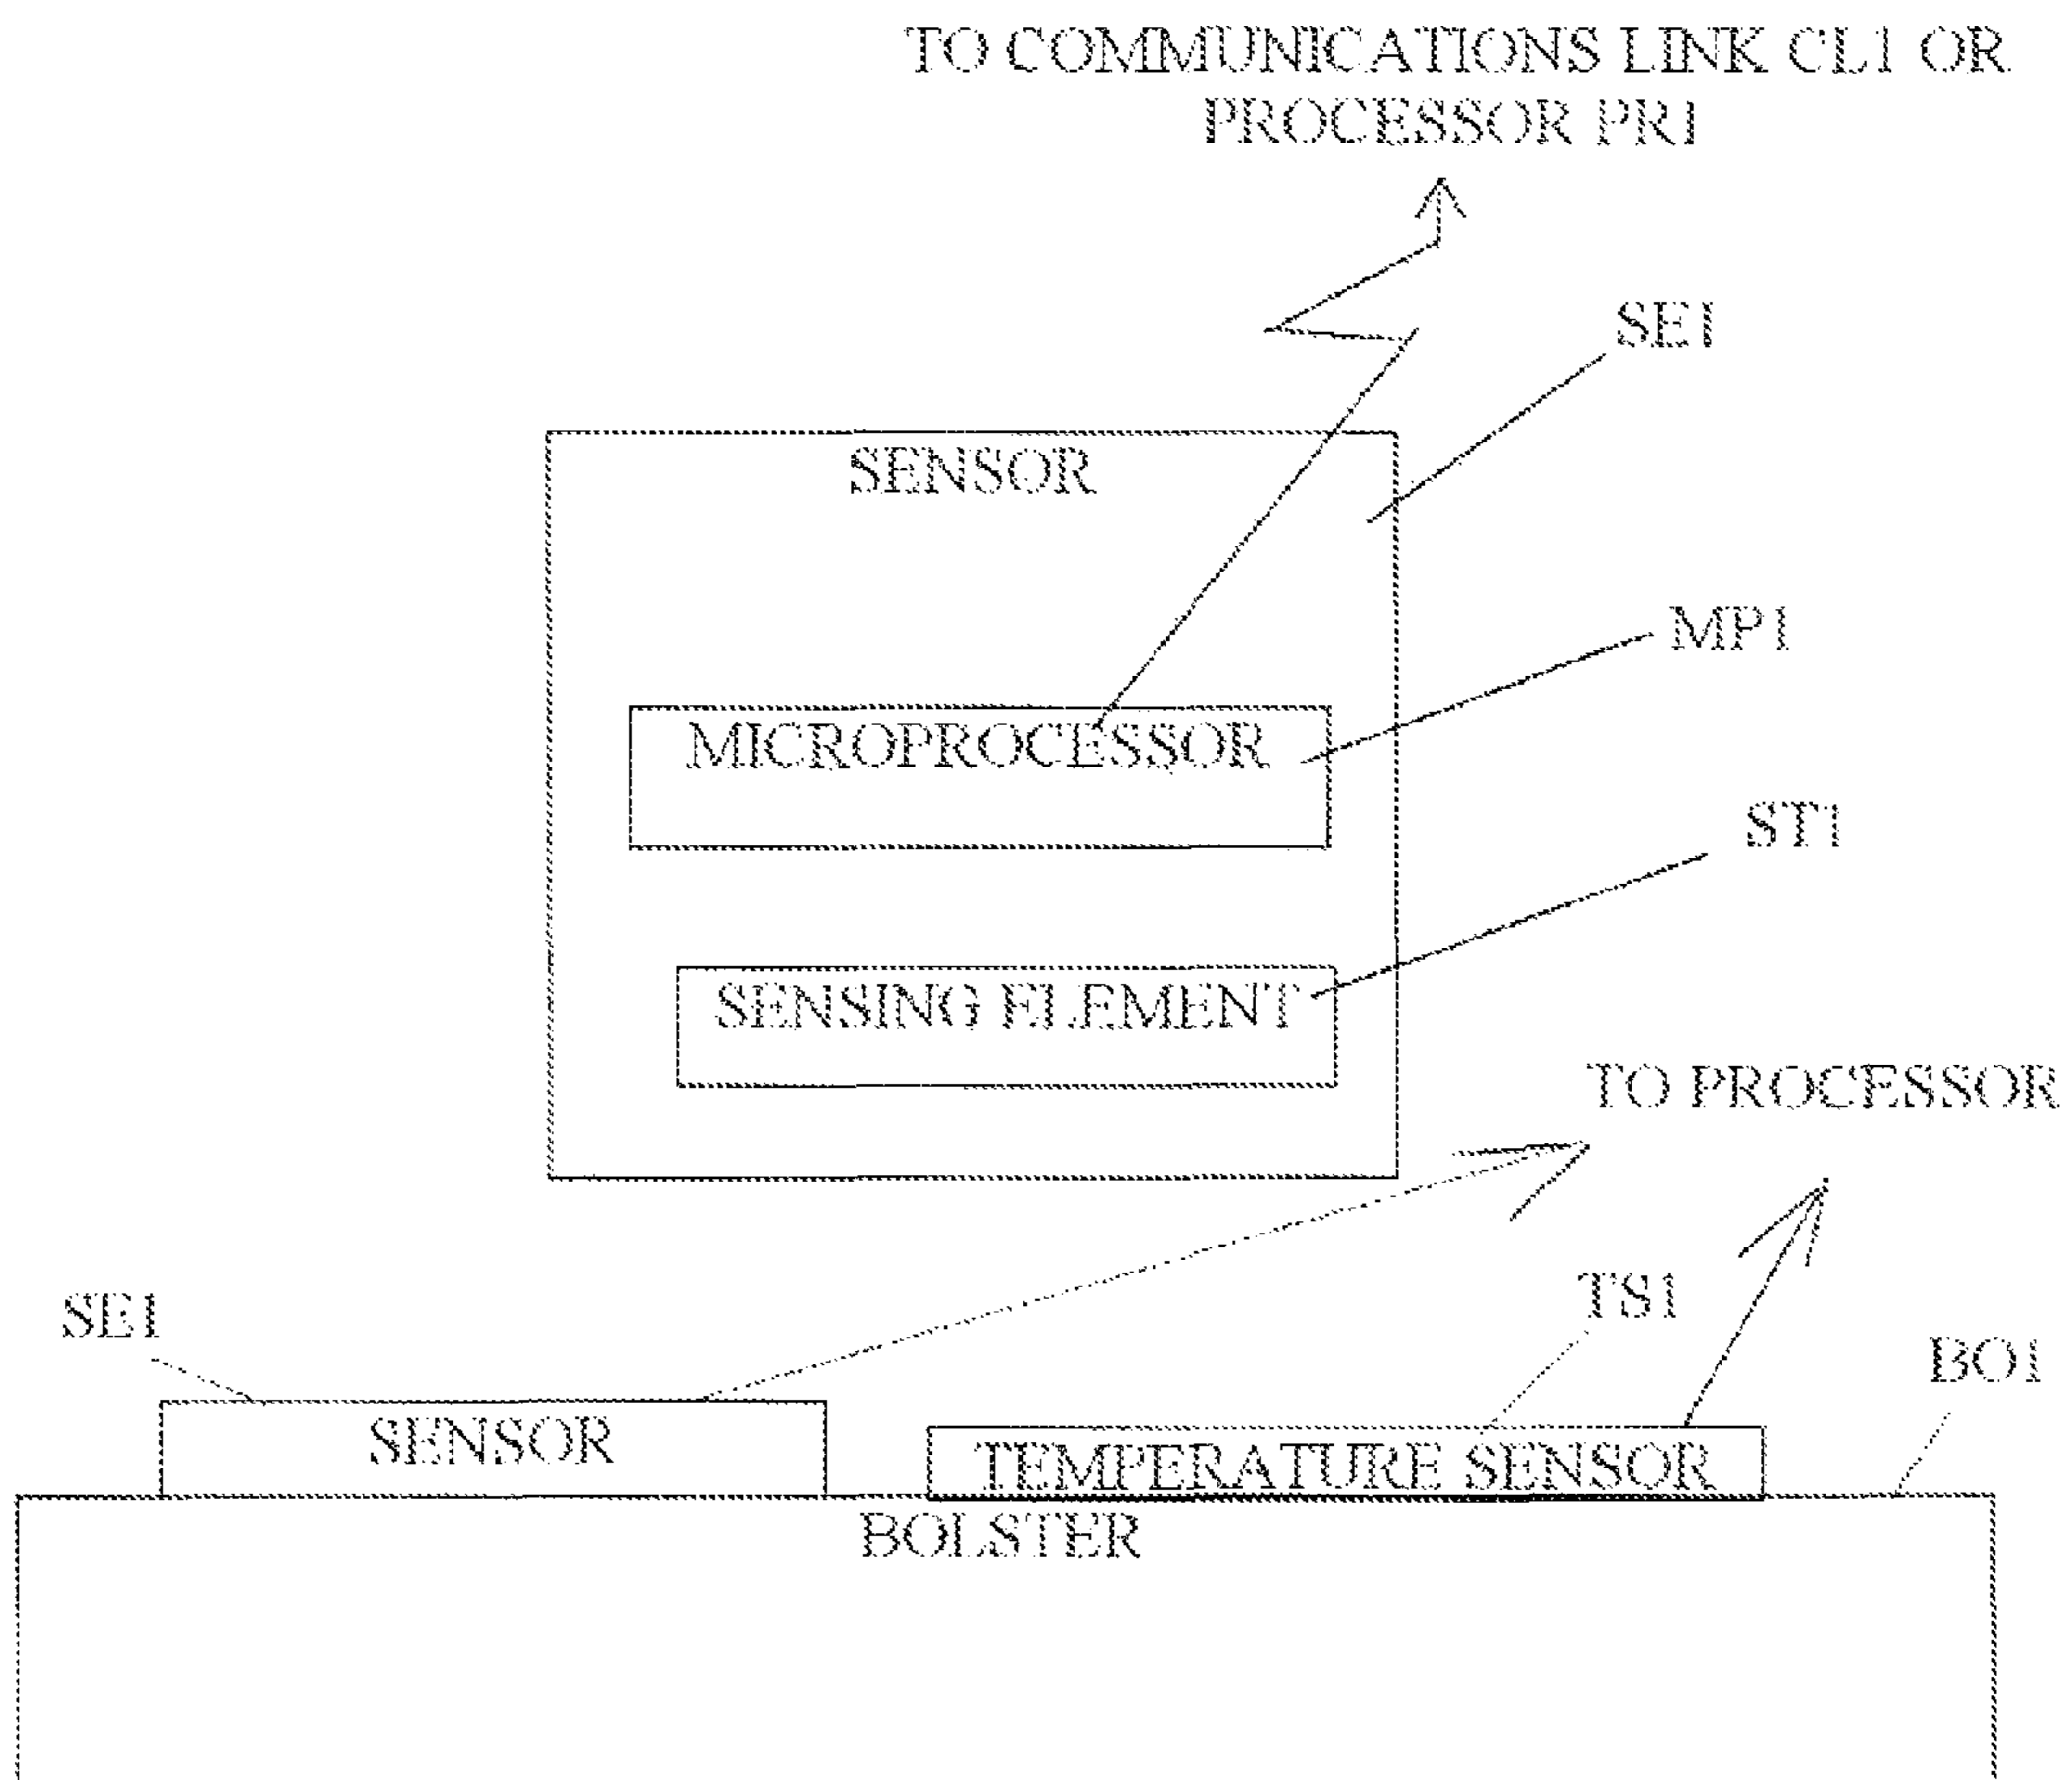 TO COMMUNICATIONS LINK CL1 OR
PROCESSOR PR1
SE1
SENSOR
MP1
MICROPROCESSOR
ST1
SENSING ELEMENT
TO PROCESSOR
TS1
SE1
BO1
SENSOR
TEMPERATURE SENSOR
BOLSTER